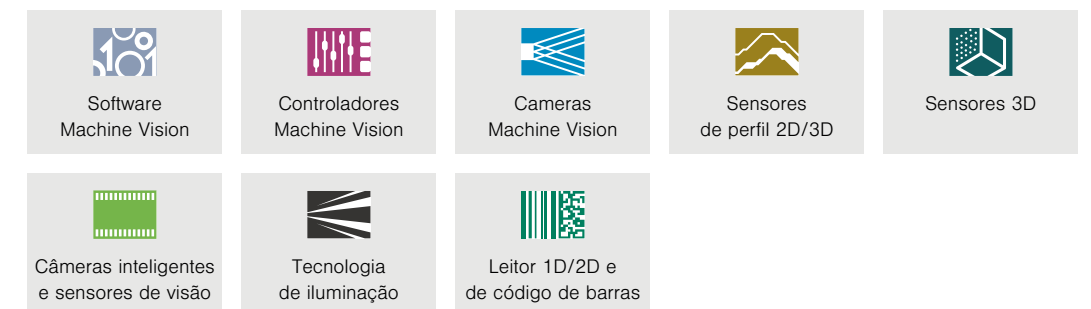 Software
Machine Vision
Controladores
Machine Vision
Cameras
Machine Vision
Sensores
de perfil 2D/3D
Sensores 3D
Câmeras inteligentes
e sensores de visão
Tecnologia
de iluminação
Leitor 1D/2D e
de código de barras